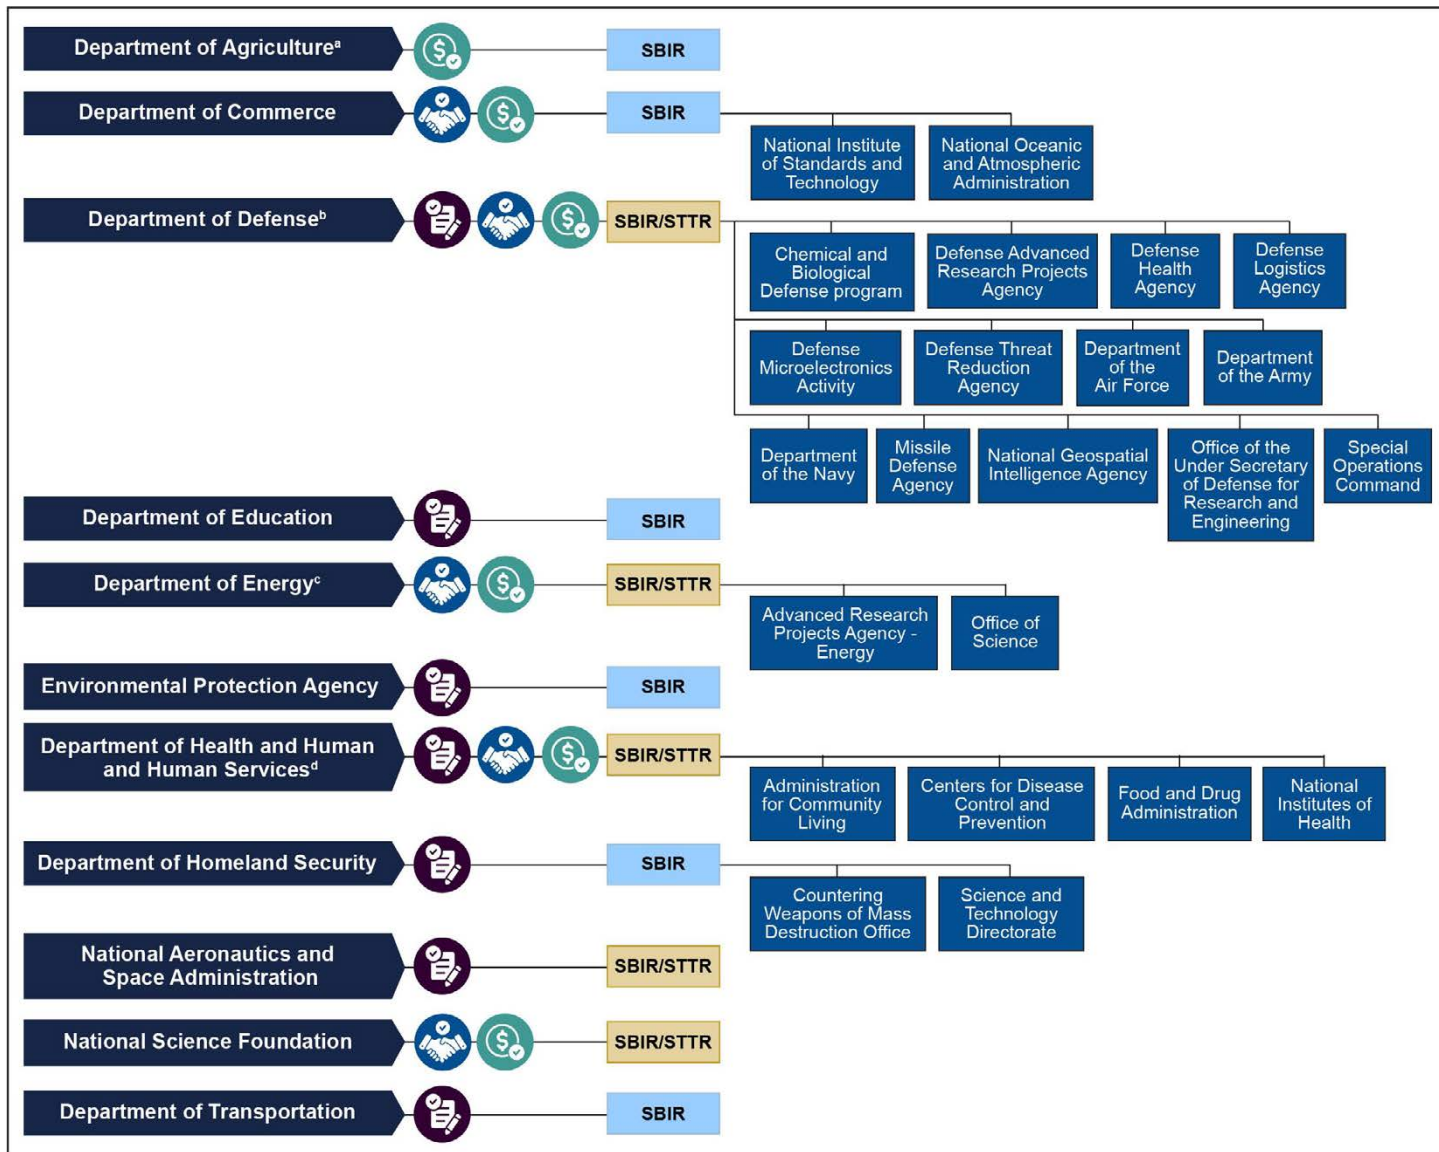 Department of Agricultureᵃ
SBIR
Department of Commerce
SBIR
National Institute
of Standards and
Technology
National Oceanic
and Atmospheric
Administration
Department of Defenseᵇ
SBIR/STTR
Chemical and
Biological
Defense program
Defense Advanced
Research Projects
Agency
Defense
Health
Agency
Defense
Logistics
Agency
Defense
Microelectronics
Activity
Defense Threat
Reduction
Agency
Department
of the
Air Force
Department
of the Army
Department
of the Navy
Missile
Defense
Agency
National Geospatial
Intelligence Agency
Office of the
Under Secretary
of Defense for
Research and
Engineering
Special
Operations
Command
Department of Education
SBIR
Department of Energyᶜ
SBIR/STTR
Advanced Research
Projects Agency -
Energy
Office of
Science
Environmental Protection Agency
SBIR
Department of Health and Human
and Human Servicesᵈ
SBIR/STTR
Administration
for Community
Living
Centers for Disease
Control and
Prevention
Food and Drug
Administration
National
Institutes of
Health
Department of Homeland Security
SBIR
Countering
Weapons of Mass
Destruction Office
Science and
Technology
Directorate
National Aeronautics and
Space Administration
SBIR/STTR
National Science Foundation
SBIR/STTR
Department of Transportation
SBIR